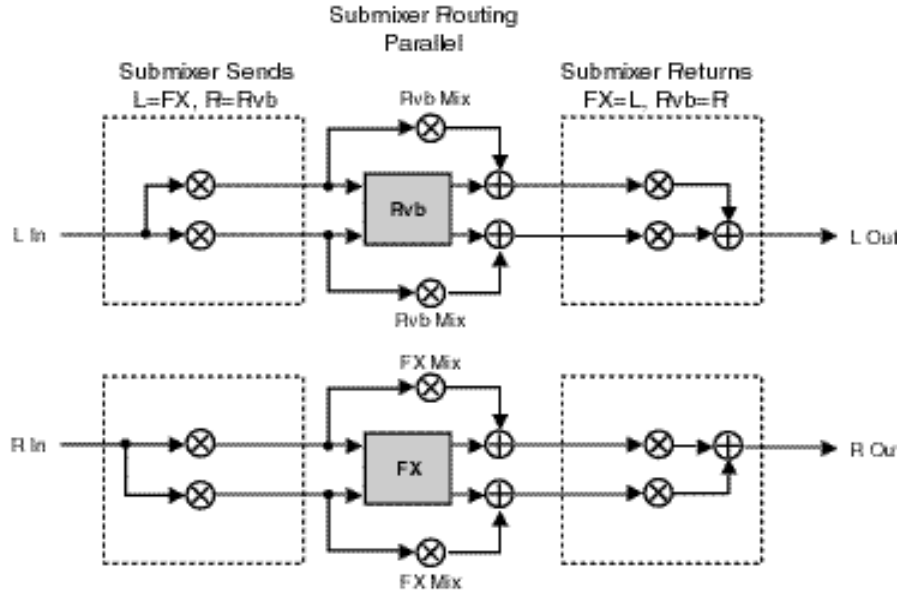 Submixer Routing
Parallel
Submixer Sends
L=FX, R=Rvb
Submixer Returns
FX=L, Rvb=R
Rvb Mix
Rvb
L In
L Out
Rvb Mix
FX Mix
R In
FX
R Out
FX Mix